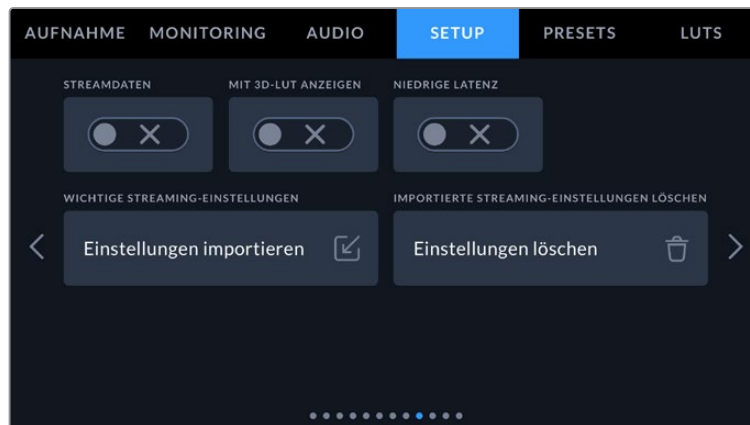 AUFNAHME MONITORING AUDIO SETUP PRESETS LUTS
STREAMDATEN MIT 3D-LUT ANZEIGEN NIEDRIGE LATENZ
WICHTIGE STREAMING-EINSTELLUNGEN IMPORTIERTE STREAMING-EINSTELLUNGEN LÖSCHEN
Einstellungen importieren Einstellungen löschen